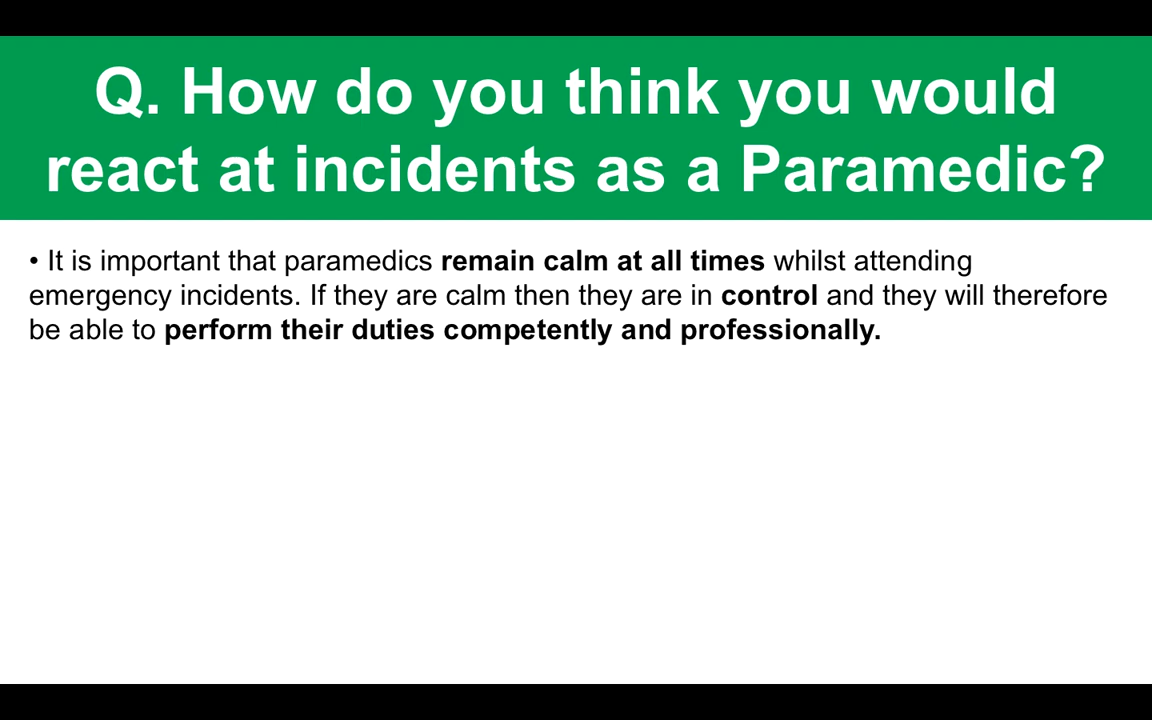 Q. How do you think you would
react at incidents as a Paramedic?
• It is important that paramedics remain calm at all times whilst attending
emergency incidents. If they are calm then they are in control and they will therefore
be able to perform their duties competently and professionally.